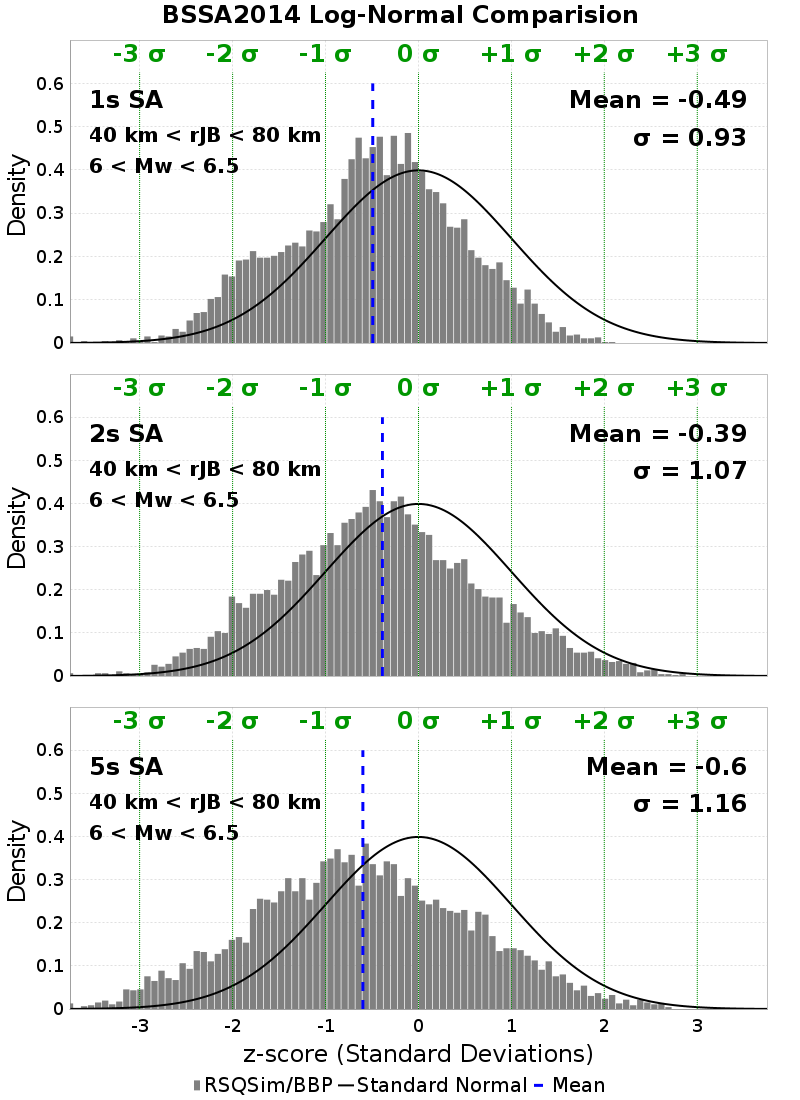 BSSA2014 Log-Normal Comparision
-3 σ -2 σ -1 σ 0 σ +1 σ +2 σ +3 σ
0.6
1s SA Mean = -0.49
0.5
40 km < rJB < 80 km σ = 0.93
6 < Mw < 6.5
0.4
Density
0.3
0.2
0.1
0
-3 σ -2 σ -1 σ 0 σ +1 σ +2 σ +3 σ
0.6
2s SA Mean = -0.39
0.5
40 km < rJB < 80 km σ = 1.07
6 < Mw < 6.5
0.4
Density
0.3
0.2
0.1
0
-3 σ -2 σ -1 σ 0 σ +1 σ +2 σ +3 σ
0.6
5s SA Mean = -0.6
0.5
40 km < rJB < 80 km σ = 1.16
6 < Mw < 6.5
0.4
Density
0.3
0.2
0.1
0
-3 -2 -1 0 1 2 3
z-score (Standard Deviations)
RSQSim/BBP Standard Normal Mean